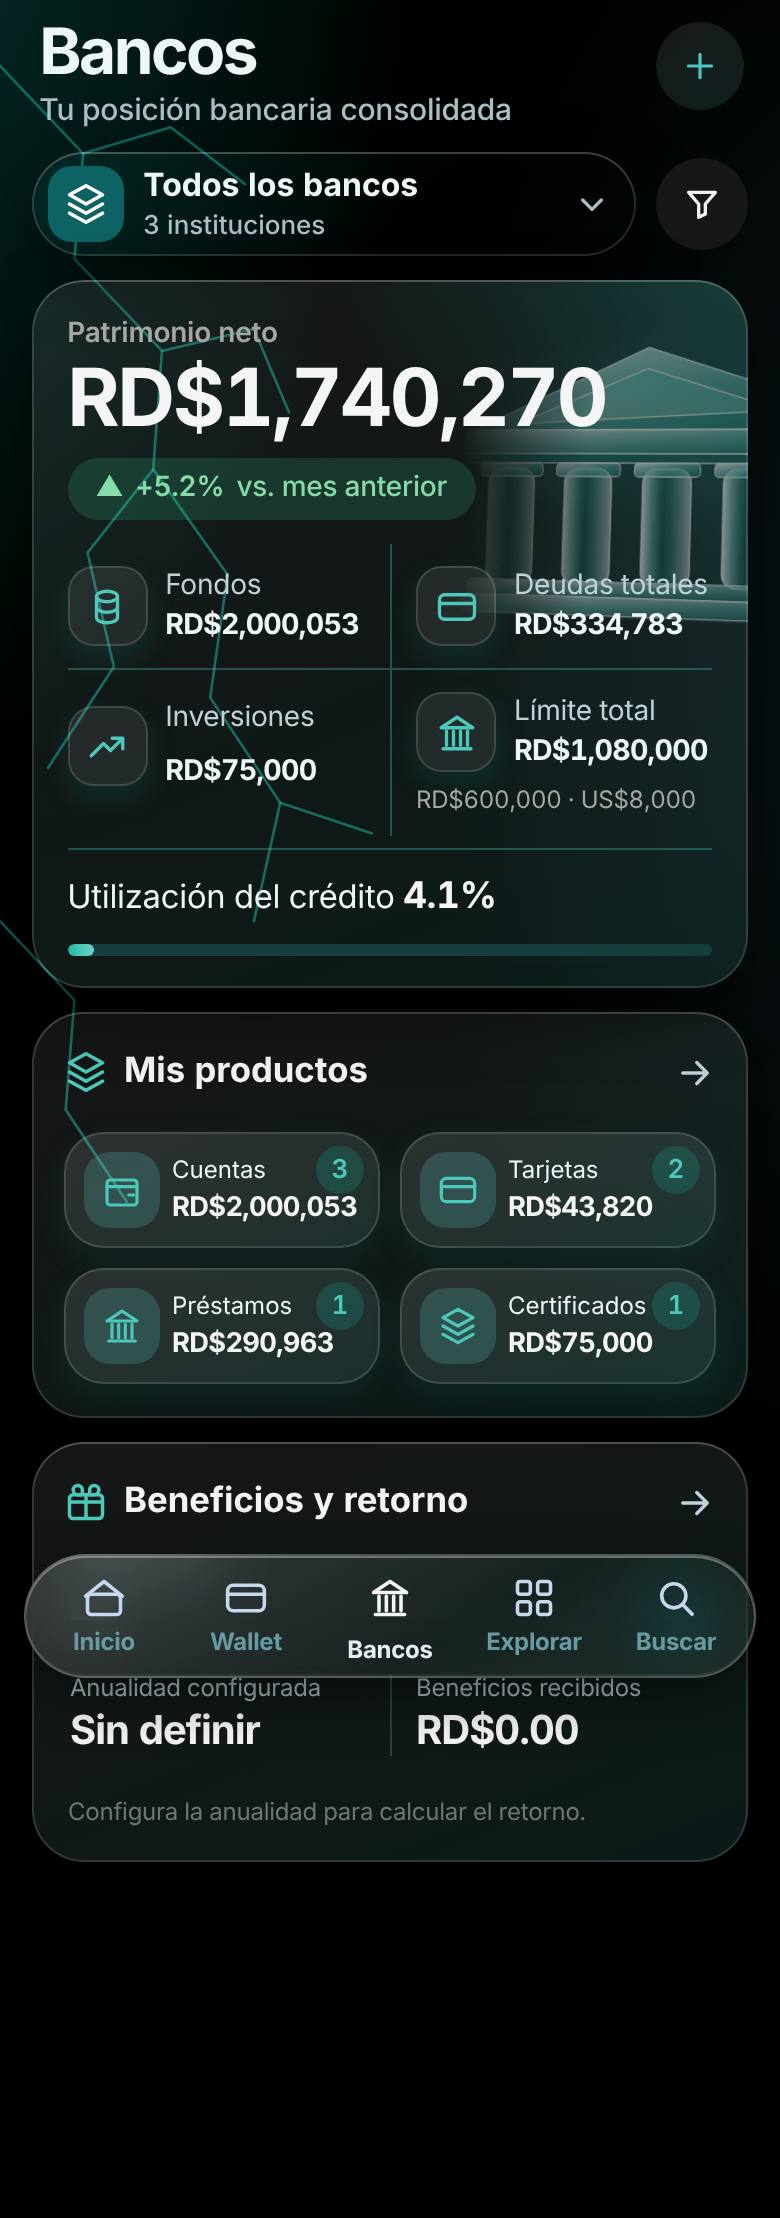 Bancos
Tu posición bancaria consolidada
Todos los bancos
3 instituciones
Patrimonio neto
RD$1,740,270
+5.2% vs. mes anterior
Fondos
RD$2,000,053
Deudas totales
RD$334,783
Inversiones
RD$75,000
Límite total
RD$1,080,000
RD$600,000 · US$8,000
Utilización del crédito 4.1%
Mis productos
Cuentas 3
RD$2,000,053
Tarjetas 2
RD$43,820
Préstamos 1
RD$290,963
Certificados 1
RD$75,000
Beneficios y retorno
Inicio
Wallet
Bancos
Explorar
Buscar
Anualidad configurada
Sin definir
Beneficios recibidos
RD$0.00
Configura la anualidad para calcular el retorno.